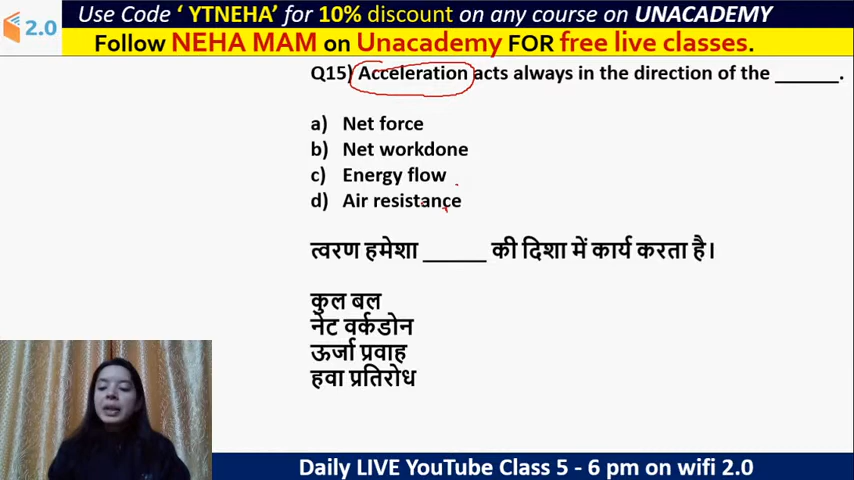 Use Code ‘ YTNEHA’ for 10% discount on any course on UNACADEMY
2.0
Follow NEHA MAM on Unacademy FOR free live classes.
Q15) Acceleration acts always in the direction of the ______.
a) Net force
b) Net workdone
c) Energy flow
d) Air resistance
त्वरण हमेशा ______ की दिशा में कार्य करता है।
कुल बल
नेट वर्कडोन
ऊर्जा प्रवाह
हवा प्रतिरोध
Daily LIVE YouTube Class 5 - 6 pm on wifi 2.0